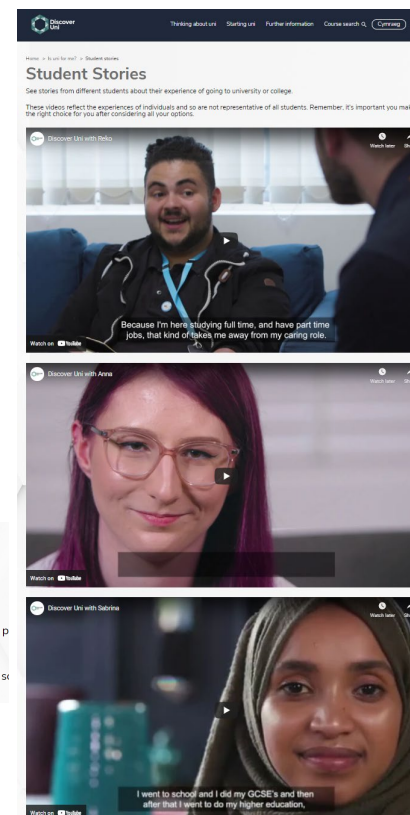 Discover
Uni
Thinking about uni Starting uni Further information Course search Cymraeg
Home > Is uni for me? > Student stories
Student Stories
See stories from different students about their experience of going to university or college.
These videos reflect the experiences of individuals and so are not representative of all students. Remember, it's important you
the right choice for you after considering all your options.
Discover Uni with Reko
Watch later
Because I'm here studying full time, and have part time
jobs, that kind of takes me away from my caring role.
Watch on YouTube
Discover Uni with Anna
Watch later
Watch on YouTube
Discover Uni with Sabrina
Watch later
p
I went to school and I did my GCSE's and then
after that I went to do my higher education,
Watch on YouTube